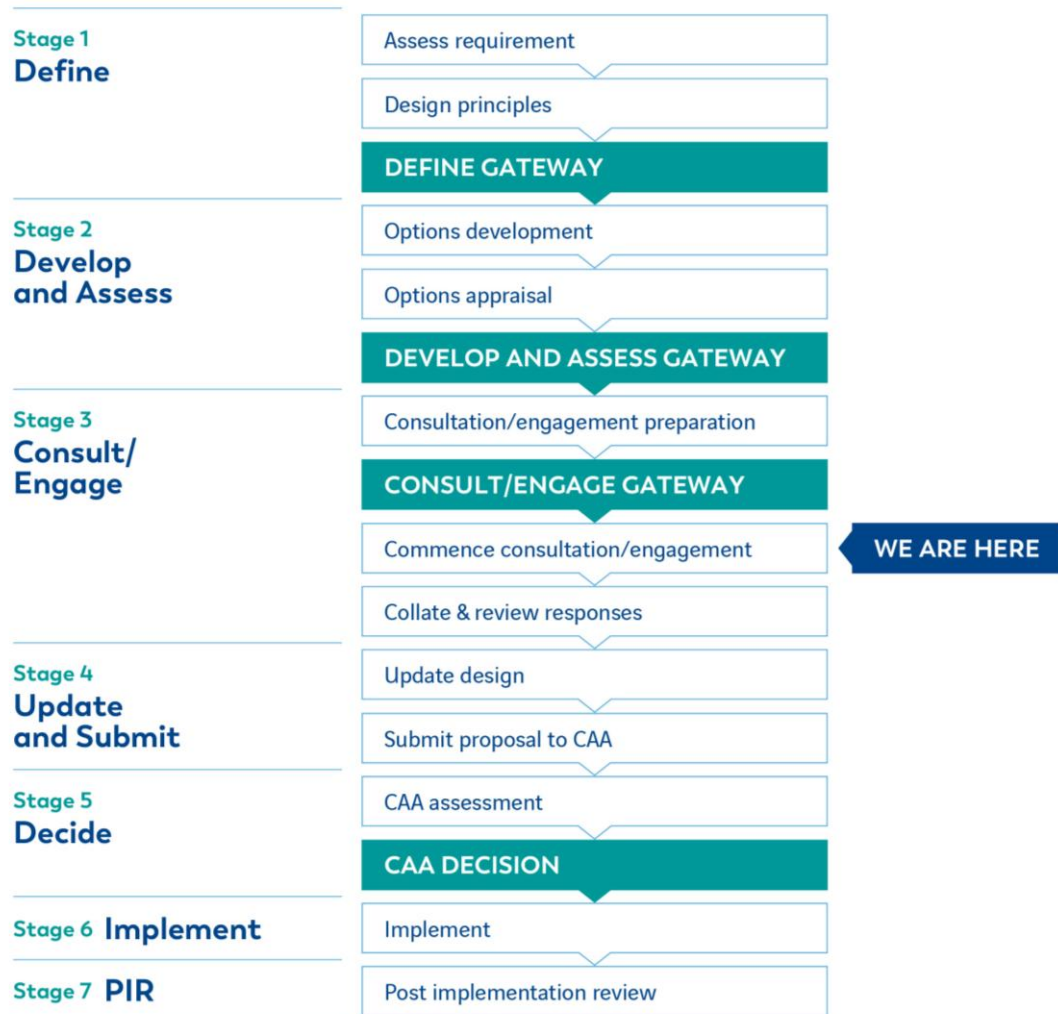 Stage 1
Define
Assess requirement
Design principles
DEFINE GATEWAY
Stage 2
Develop
and Assess
Options development
Options appraisal
DEVELOP AND ASSESS GATEWAY
Stage 3
Consult/
Engage
Consultation/engagement preparation
CONSULT/ENGAGE GATEWAY
Commence consultation/engagement
WE ARE HERE
Collate & review responses
Stage 4
Update
and Submit
Update design
Submit proposal to CAA
Stage 5
Decide
CAA assessment
CAA DECISION
Stage 6 Implement
Implement
Stage 7 PIR
Post implementation review